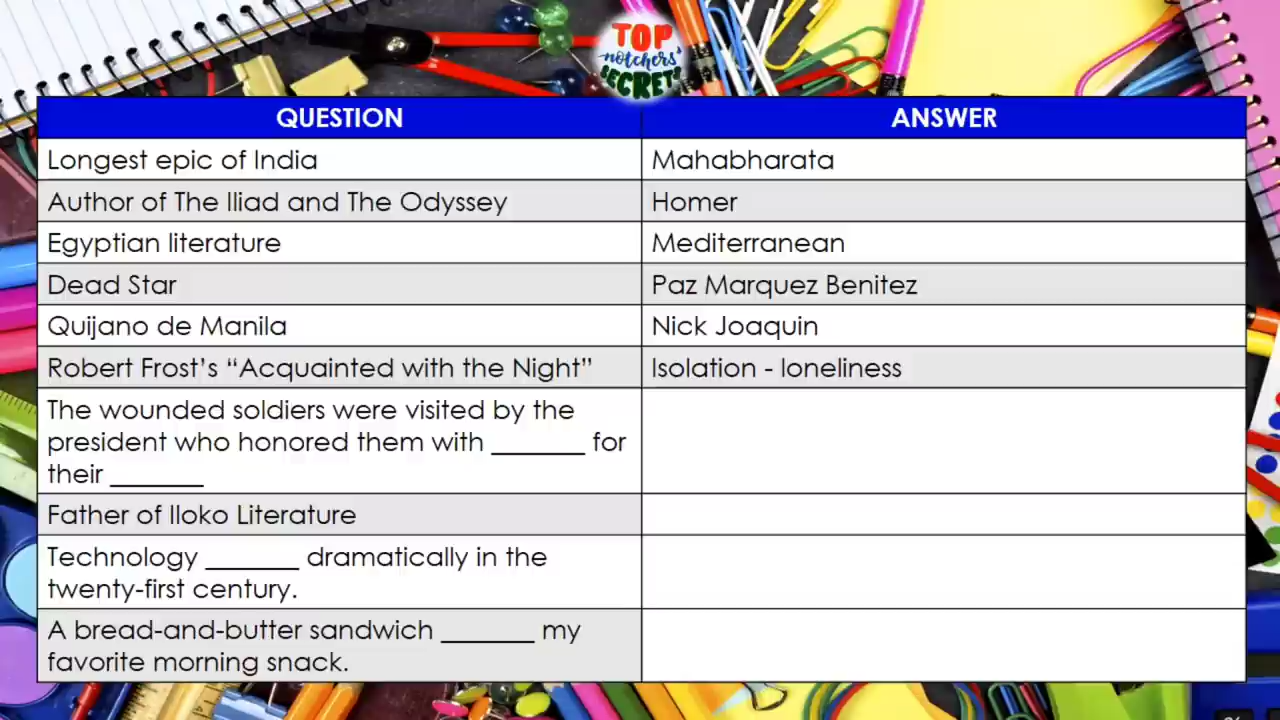 TOP
notchers'
SECRETS
QUESTION
ANSWER
Longest epic of India
Mahabharata
Author of The Iliad and The Odyssey
Homer
Egyptian literature
Mediterranean
Dead Star
Paz Marquez Benitez
Quijano de Manila
Nick Joaquin
Robert Frost’s “Acquainted with the Night”
Isolation - loneliness
The wounded soldiers were visited by the
president who honored them with _______ for
their _______
Father of Iloko Literature
Technology _______ dramatically in the
twenty-first century.
A bread-and-butter sandwich _______ my
favorite morning snack.